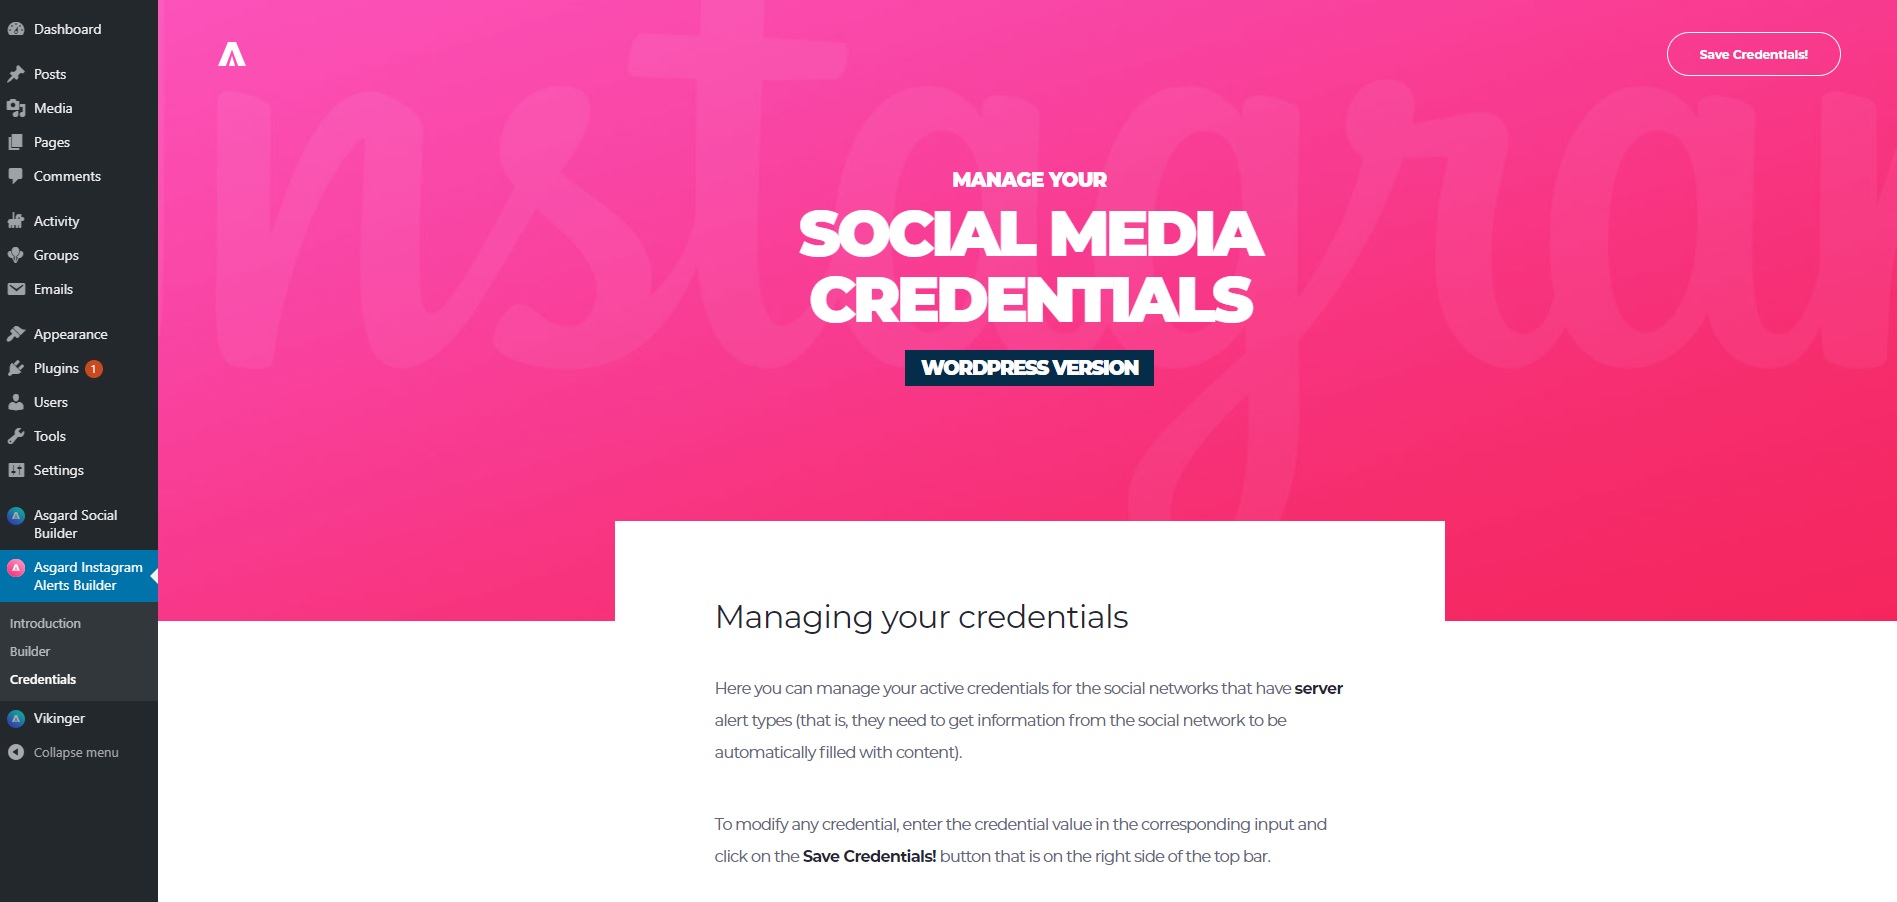 Dashboard
Posts
Media
Pages
Comments
Activity
Groups
Emails
Appearance
Plugins 1
Users
Tools
Settings
Asgard Social
Builder
Asgard Instagram
Alerts Builder
Introduction
Builder
Credentials
Vikinger
Collapse menu
nstagram
Save Credentials!
MANAGE YOUR
SOCIAL MEDIA
CREDENTIALS
WORDPRESS VERSION
Managing your credentials
Here you can manage your active credentials for the social networks that have server
alert types (that is, they need to get information from the social network to be
automatically filled with content).
To modify any credential, enter the credential value in the corresponding input and
click on the Save Credentials! button that is on the right side of the top bar.